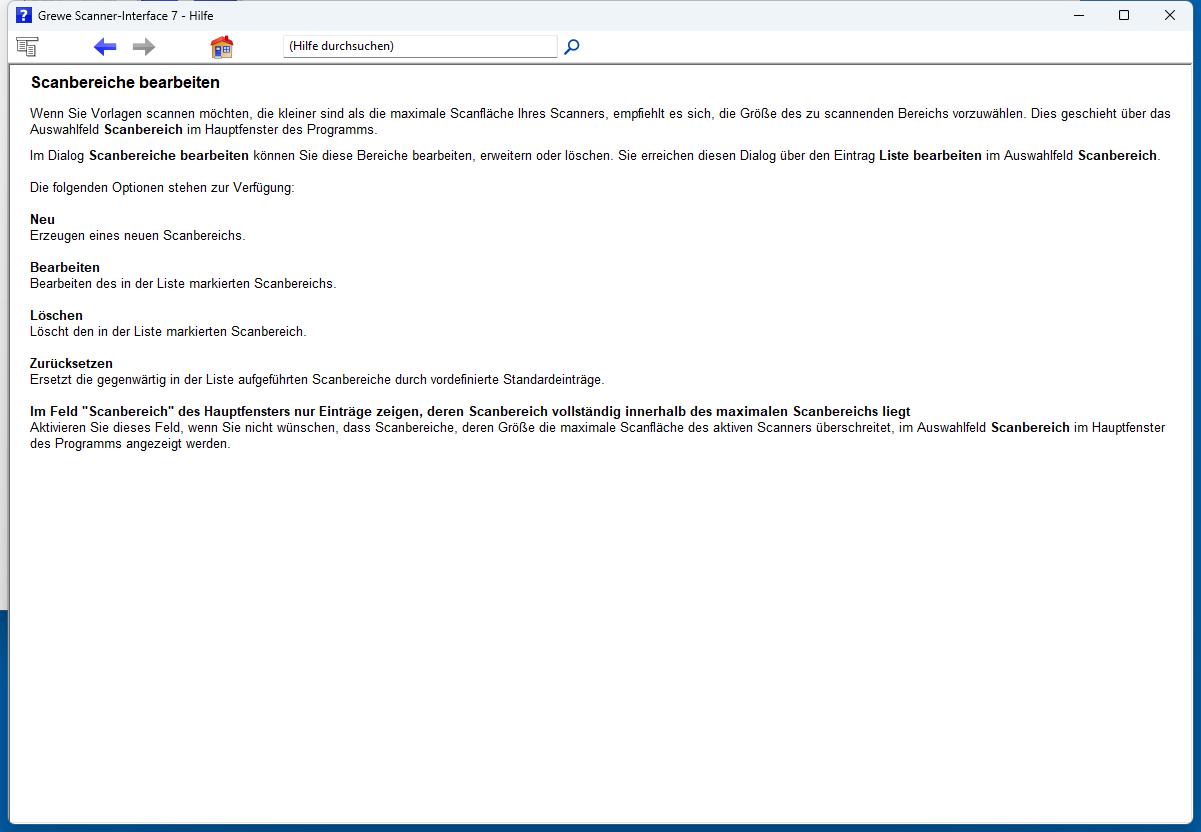 Grewe Scanner-Interface 7 - Hilfe
(Hilfe durchsuchen)
Scanbereiche bearbeiten
Wenn Sie Vorlagen scannen möchten, die kleiner sind als die maximale Scanfläche Ihres Scanners, empfiehlt es sich, die Größe des zu scannenden Bereichs vorzuwählen. Dies geschieht über das
Auswahlfeld Scanbereich im Hauptfenster des Programms.
Im Dialog Scanbereiche bearbeiten können Sie diese Bereiche bearbeiten, erweitern oder löschen. Sie erreichen diesen Dialog über den Eintrag Liste bearbeiten im Auswahlfeld Scanbereich.
Die folgenden Optionen stehen zur Verfügung:
Neu
Erzeugen eines neuen Scanbereichs.
Bearbeiten
Bearbeiten des in der Liste markierten Scanbereichs.
Löschen
Löscht den in der Liste markierten Scanbereich.
Zurücksetzen
Ersetzt die gegenwärtig in der Liste aufgeführten Scanbereiche durch vordefinierte Standardeinträge.
Im Feld "Scanbereich" des Hauptfensters nur Einträge zeigen, deren Scanbereich vollständig innerhalb des maximalen Scanbereichs liegt
Aktivieren Sie dieses Feld, wenn Sie nicht wünschen, dass Scanbereiche, deren Größe die maximale Scanfläche des aktiven Scanners überschreitet, im Auswahlfeld Scanbereich im Hauptfenster
des Programms angezeigt werden.